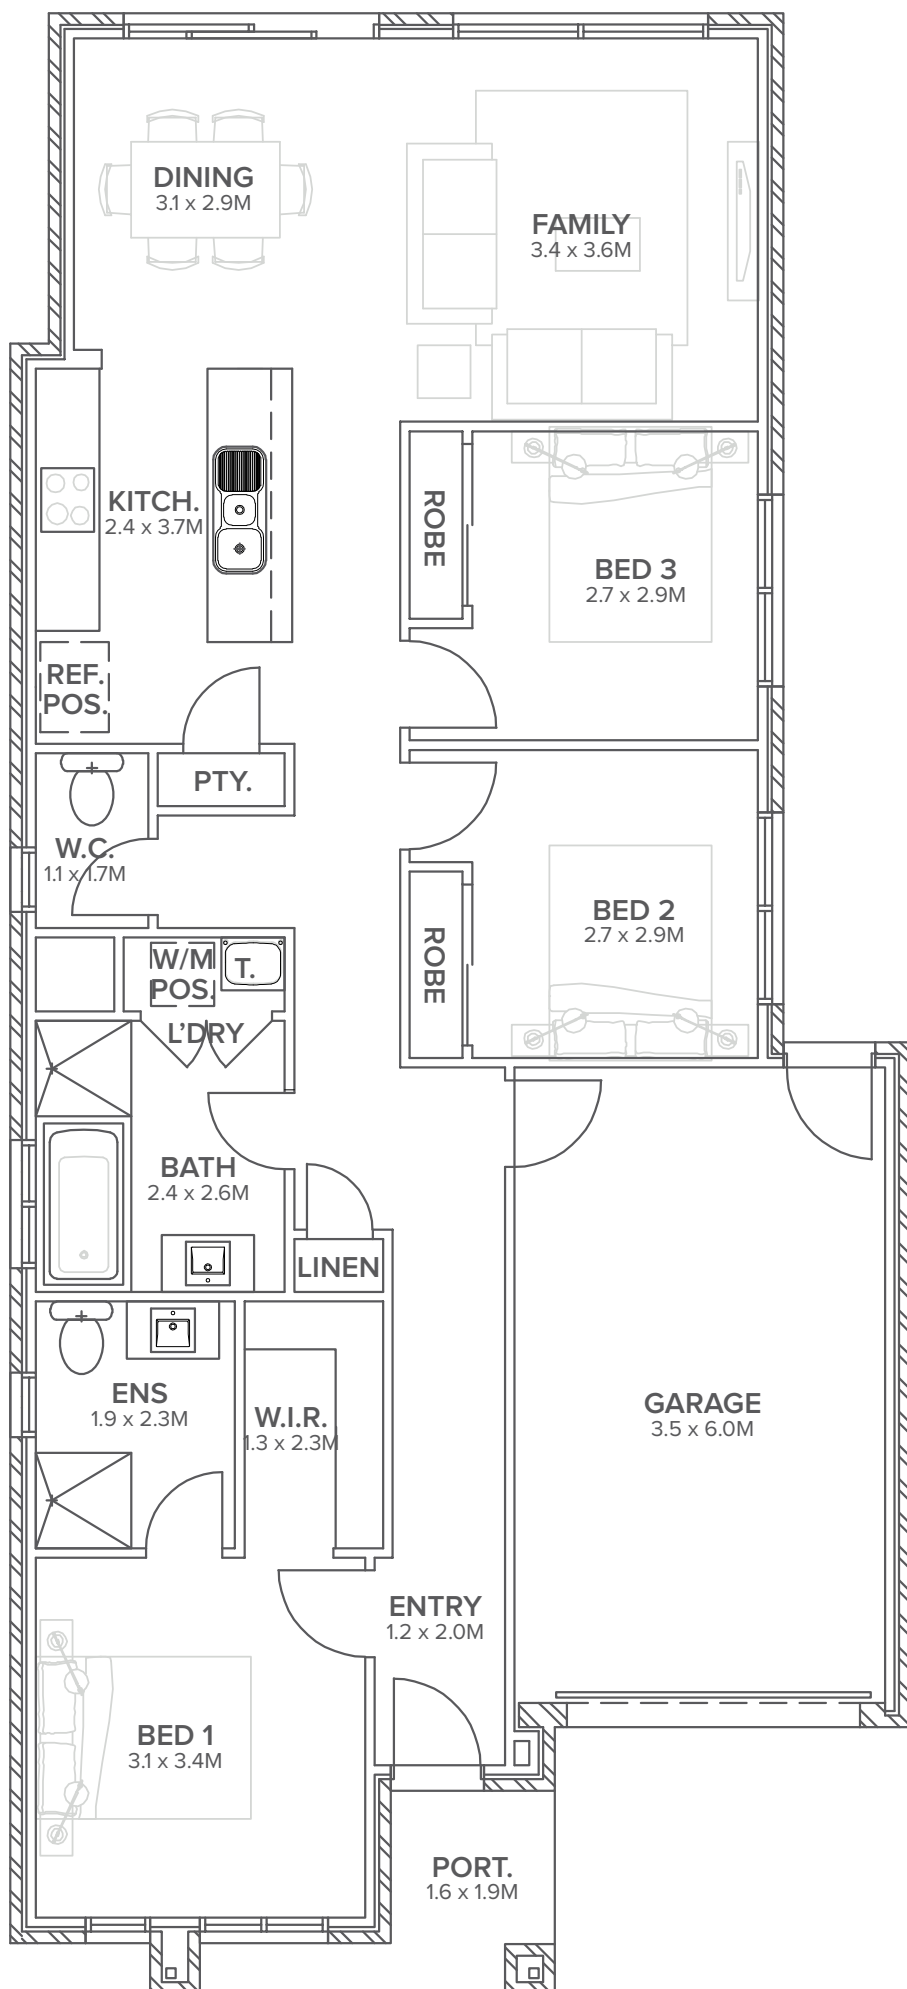 DINING
3.1 x 2.9M
FAMILY
3.4 x 3.6M
KITCH.
2.4 x 3.7M
ROBE
BED 3
2.7 x 2.9M
REF.
POS.
PTY.
W.C.
1.1 x 1.7M
BED 2
2.7 x 2.9M
ROBE
W/M
POS.
T.
L'DRY
BATH
2.4 x 2.6M
LINEN
ENS
1.9 x 2.3M
W.I.R.
1.3 x 2.3M
GARAGE
3.5 x 6.0M
ENTRY
1.2 x 2.0M
BED 1
3.1 x 3.4M
PORT.
1.6 x 1.9M